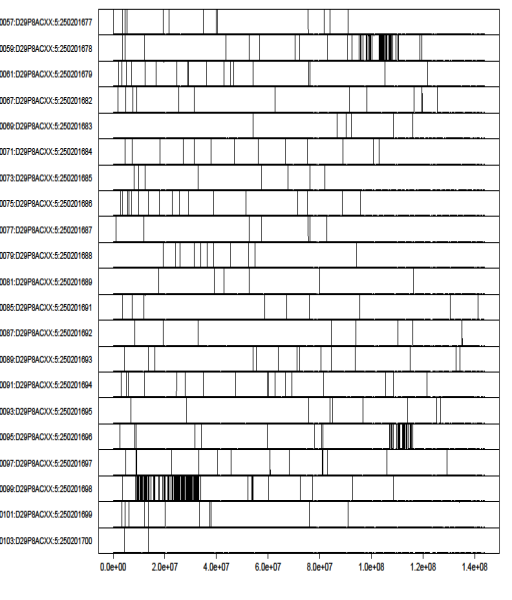 0057:D29P8ACXX:5:250201677
0059:D29P8ACXX:5:250201678
0061:D29P8ACXX:5:250201679
0067:D29P8ACXX:5:250201682
0069:D29P8ACXX:5:250201683
0071:D29P8ACXX:5:250201684
0073:D29P8ACXX:5:250201685
0075:D29P8ACXX:5:250201686
0077:D29P8ACXX:5:250201687
0079:D29P8ACXX:5:250201688
0081:D29P8ACXX:5:250201689
0085:D29P8ACXX:5:250201691
0087:D29P8ACXX:5:250201692
0089:D29P8ACXX:5:250201693
0091:D29P8ACXX:5:250201694
0093:D29P8ACXX:5:250201695
0095:D29P8ACXX:5:250201696
0097:D29P8ACXX:5:250201697
0099:D29P8ACXX:5:250201698
0101:D29P8ACXX:5:250201699
0103:D29P8ACXX:5:250201700
0.0e+00 2.0e+07 4.0e+07 6.0e+07 8.0e+07 1.0e+08 1.2e+08 1.4e+08